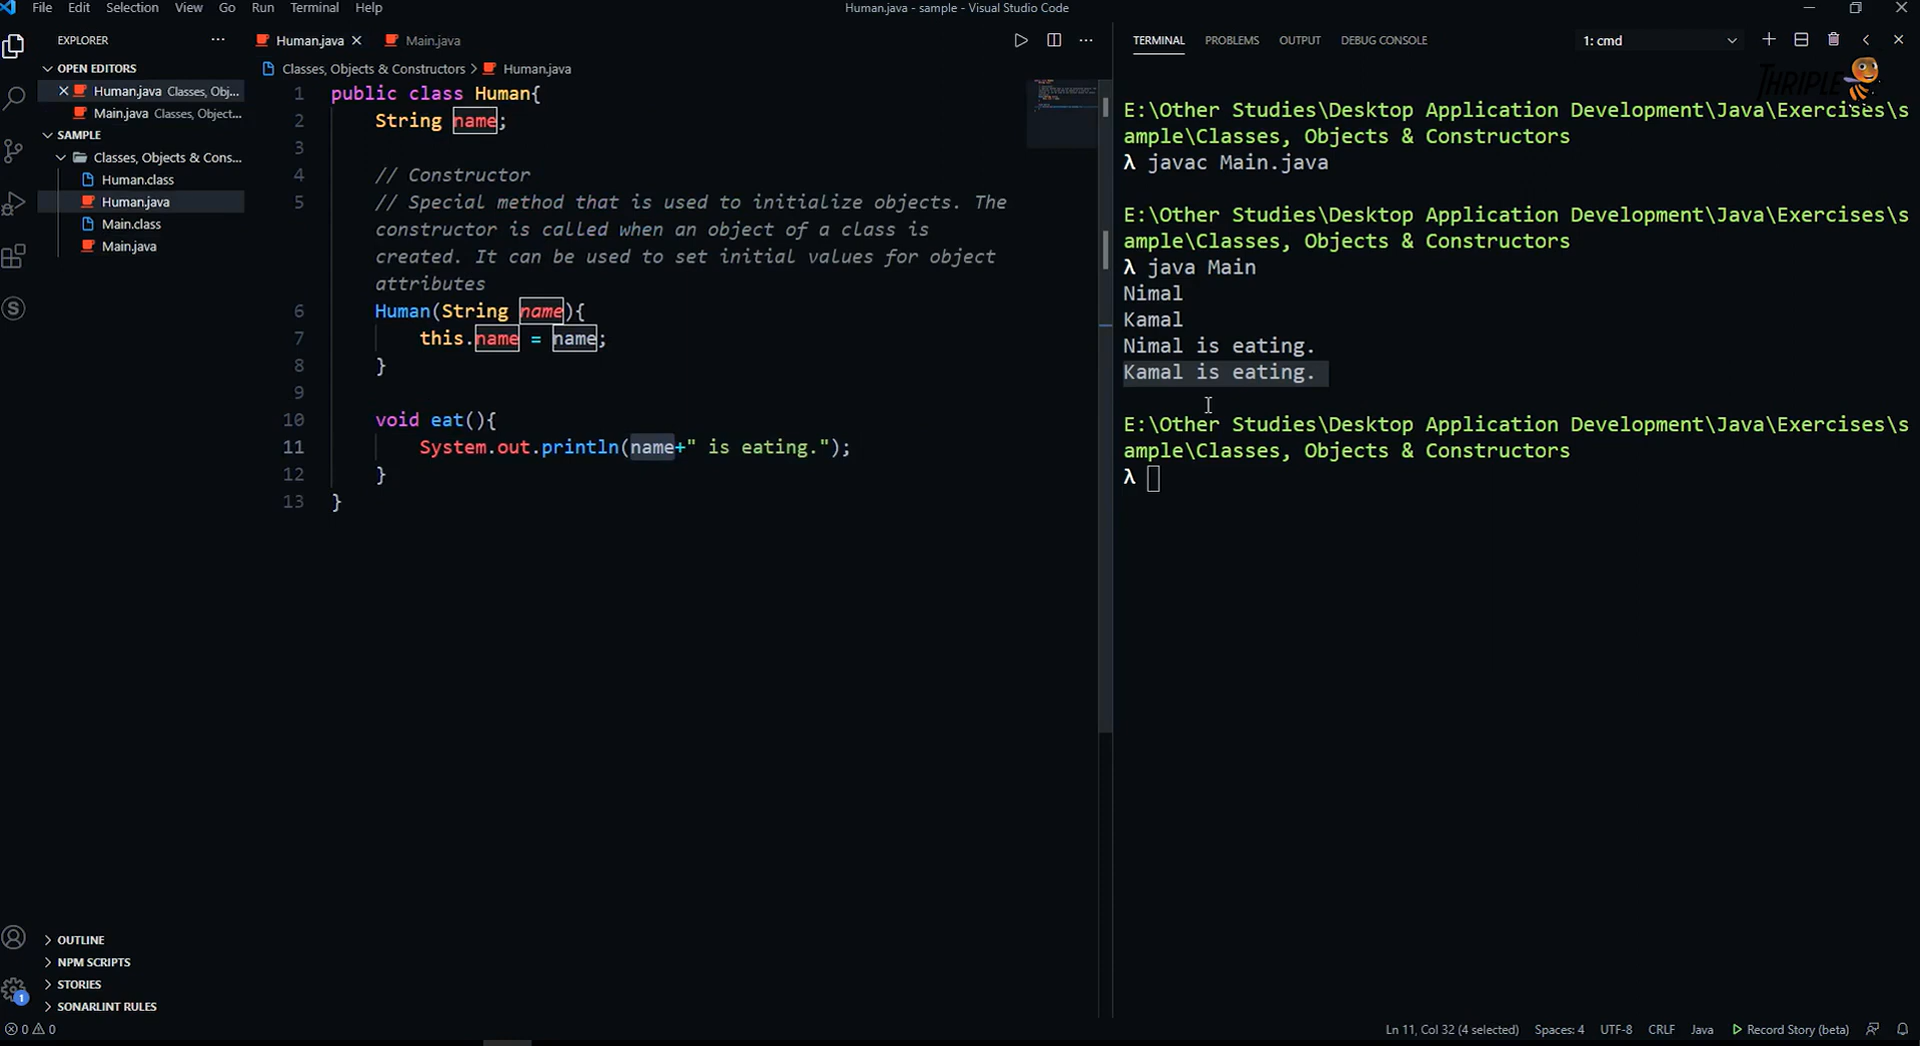 File Edit Selection View Go Run Terminal Help
Human.java - sample - Visual Studio Code
EXPLORER
OPEN EDITORS
Human.java Classes, Obj...
Main.java Classes, Object...
SAMPLE
Classes, Objects & Cons...
Human.class
Human.java
Main.class
Main.java
OUTLINE
NPM SCRIPTS
STORIES
SONARLINT RULES
Human.java
Main.java
Classes, Objects & Constructors > Human.java
1 public class Human{
2 String name;
3
4 // Constructor
5 // Special method that is used to initialize objects. The
constructor is called when an object of a class is
created. It can be used to set initial values for object
attributes
6 Human(String name){
7 this.name = name;
8 }
9
10 void eat(){
11 System.out.println(name+" is eating.");
12 }
13 }
TERMINAL PROBLEMS OUTPUT DEBUG CONSOLE 1: cmd
THRIPLE
E:\Other Studies\Desktop Application Development\Java\Exercises\s
ample\Classes, Objects & Constructors
λ javac Main.java
E:\Other Studies\Desktop Application Development\Java\Exercises\s
ample\Classes, Objects & Constructors
λ java Main
Nimal
Kamal
Nimal is eating.
Kamal is eating.
E:\Other Studies\Desktop Application Development\Java\Exercises\s
ample\Classes, Objects & Constructors
λ
1
0 0
Ln 11, Col 32 (4 selected) Spaces: 4 UTF-8 CRLF Java Record Story (beta)